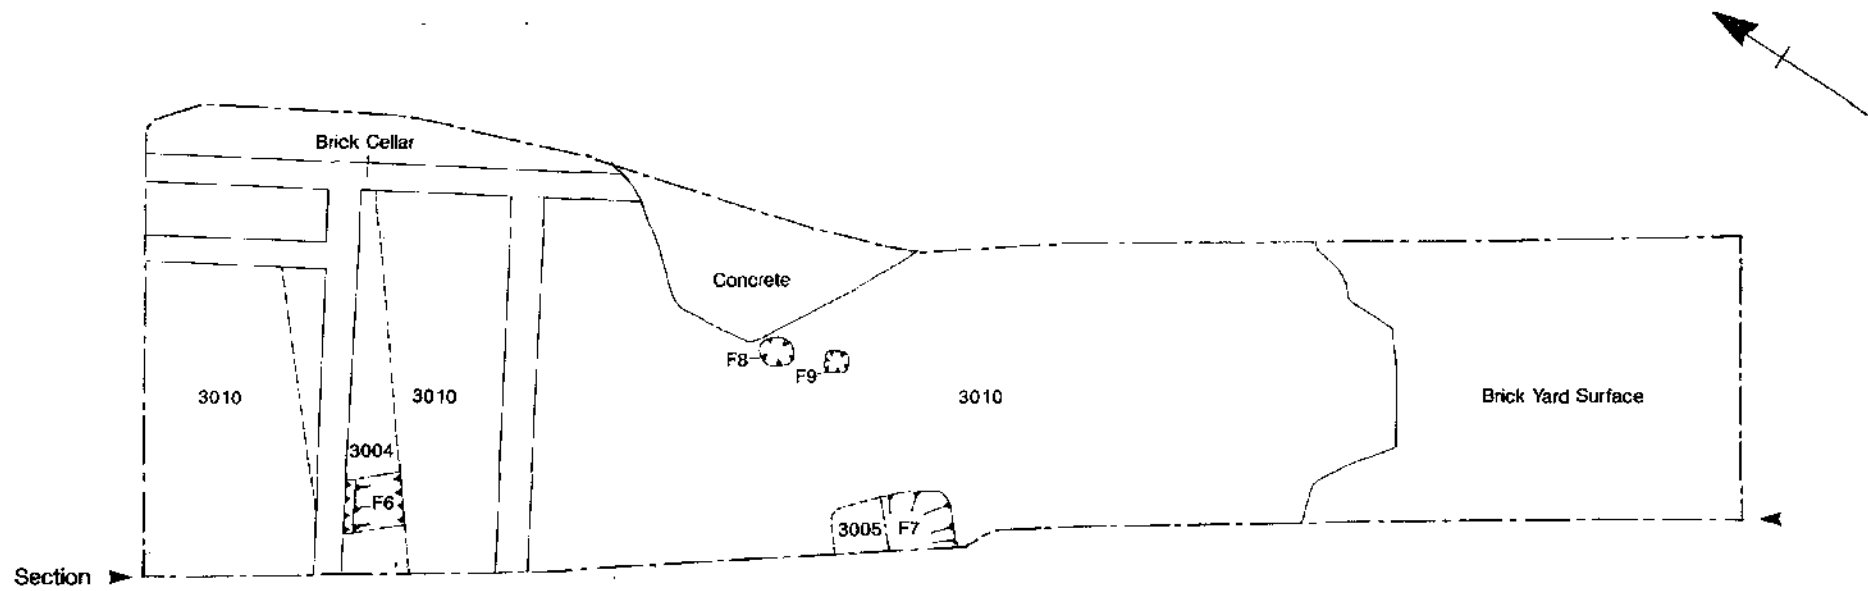 Brick Cellar
Concrete
F8
F9
3010
3010
3010
Brick Yard Surface
3004
F6
3005
F7
Section